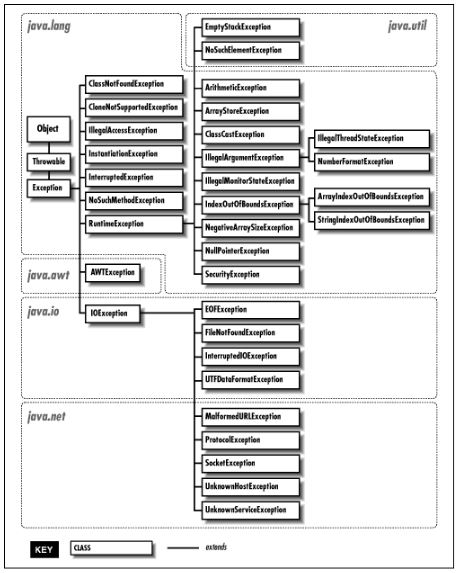 java.lang
java.util
EmptyStackException
NoSuchElementException
ClassNotFoundException
CloneNotSupportedException
IllegalAccessException
InstantiationException
InterruptedException
NoSuchMethodException
RuntimeException
Object
Throwable
Exception
ArithmeticException
ArrayStoreException
ClassCastException
IllegalArgumentException
IllegalMonitorStateException
IndexOutOfBoundsException
NegativeArraySizeException
NullPointerException
SecurityException
IllegalThreadStateException
NumberFormatException
ArrayIndexOutOfBoundsException
StringIndexOutOfBoundsException
java.awt
AWTException
java.io
IOException
EOFException
FileNotFoundException
InterruptedIOException
UTFDataFormatException
java.net
MalformedURLException
ProtocolException
SocketException
UnknownHostException
UnknownServiceException
KEY
CLASS
extends